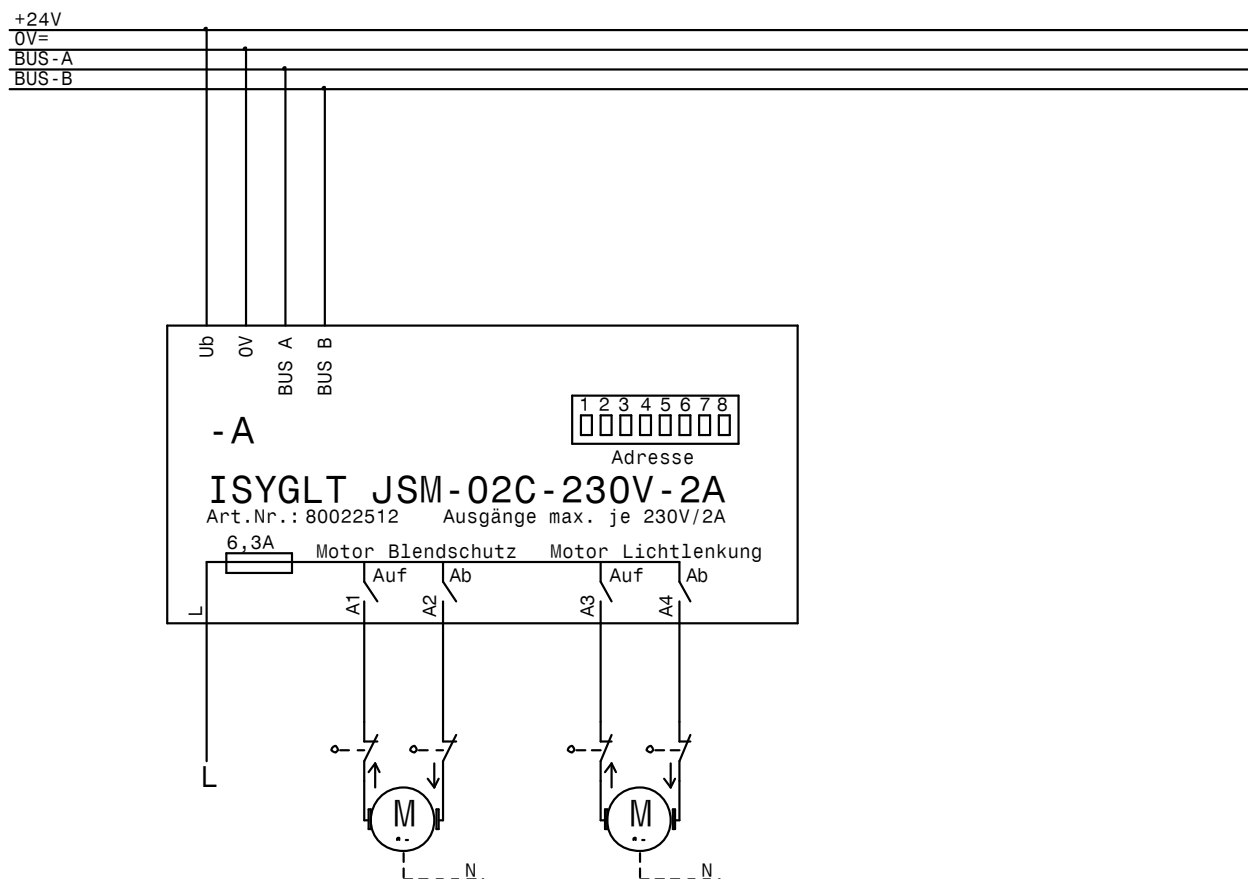 +24V
0V=
BUS-A
BUS-B
Ub
0V
BUS A
BUS B
-A
1 2 3 4 5 6 7 8
Adresse
ISYGLT JSM-02C-230V-2A
Art.Nr.: 80022512 Ausgänge max. je 230V/2A
6,3A
Motor Blendschutz Motor Lichtlenkung
Auf Ab Auf Ab
L A1 A2 A3 A4
L
M M
N N